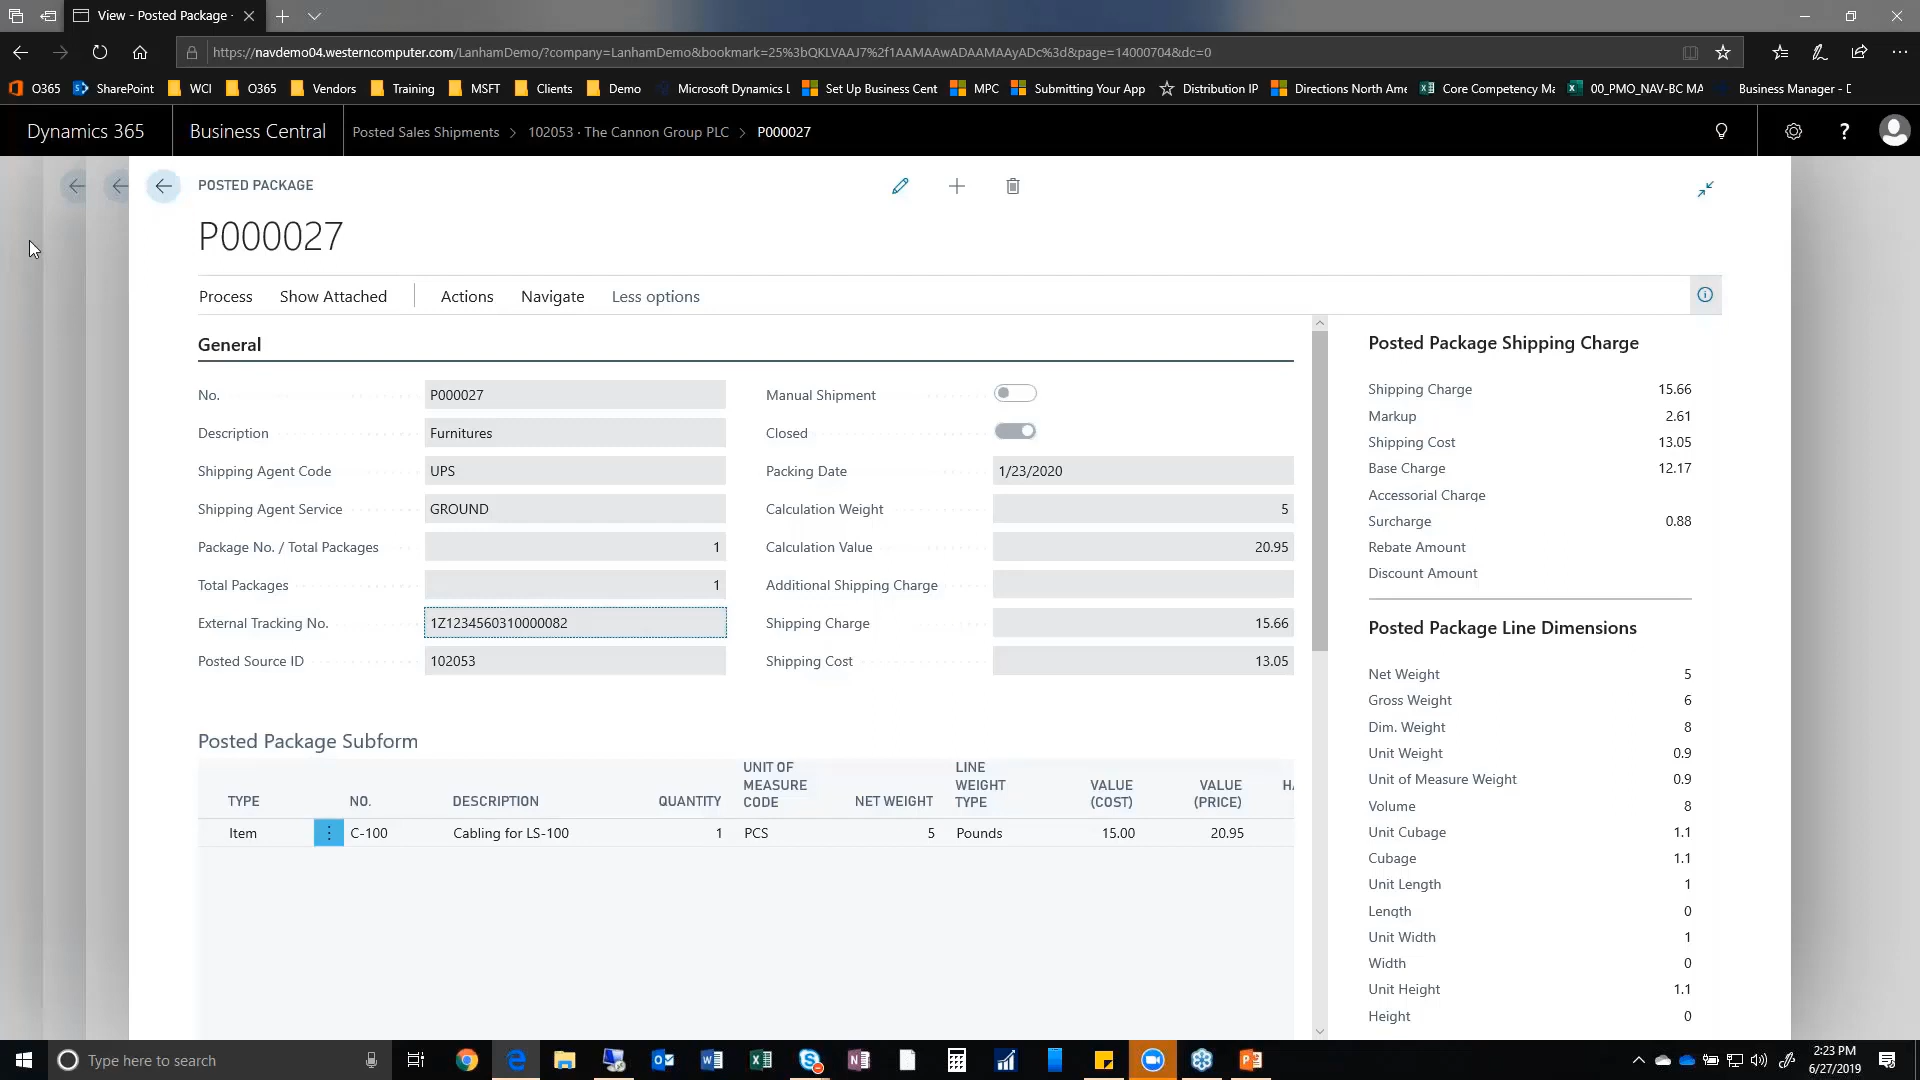 View - Posted Package -
https://navdemo04.westerncomputer.com/LanhamDemo/?company=LanhamDemo&bookmark=25%3bQKLVAAJ7%2f1AAMAAwADAAMAAyADc%3d&page=14000704&dc=0
O365 SharePoint WCI O365 Vendors Training MSFT Clients Demo Microsoft Dynamics L Set Up Business Cent MPC Submitting Your App Distribution IP Directions North Ame Core Competency Ma 00_PMO_NAV-BC MA Business Manager - D
Dynamics 365 Business Central Posted Sales Shipments > 102053 · The Cannon Group PLC > P000027 ?
POSTED PACKAGE
P000027
Process Show Attached Actions Navigate Less options
General
No. P000027
Description Furnitures
Shipping Agent Code UPS
Shipping Agent Service GROUND
Package No. / Total Packages 1
Total Packages 1
External Tracking No. 1Z1234560310000082
Posted Source ID 102053
Manual Shipment
Closed
Packing Date 1/23/2020
Calculation Weight 5
Calculation Value 20.95
Additional Shipping Charge
Shipping Charge 15.66
Shipping Cost 13.05
Posted Package Subform
TYPE NO. DESCRIPTION QUANTITY UNIT OF MEASURE CODE NET WEIGHT LINE WEIGHT TYPE VALUE (COST) VALUE (PRICE) HA
Item C-100 Cabling for LS-100 1 PCS 5 Pounds 15.00 20.95
Posted Package Shipping Charge
Shipping Charge 15.66
Markup 2.61
Shipping Cost 13.05
Base Charge 12.17
Accessorial Charge
Surcharge 0.88
Rebate Amount
Discount Amount
Posted Package Line Dimensions
Net Weight 5
Gross Weight 6
Dim. Weight 8
Unit Weight 0.9
Unit of Measure Weight 0.9
Volume 8
Unit Cubage 1.1
Cubage 1.1
Unit Length 1
Length 0
Unit Width 1
Width 0
Unit Height 1.1
Height 0
Type here to search
2:23 PM
6/27/2019